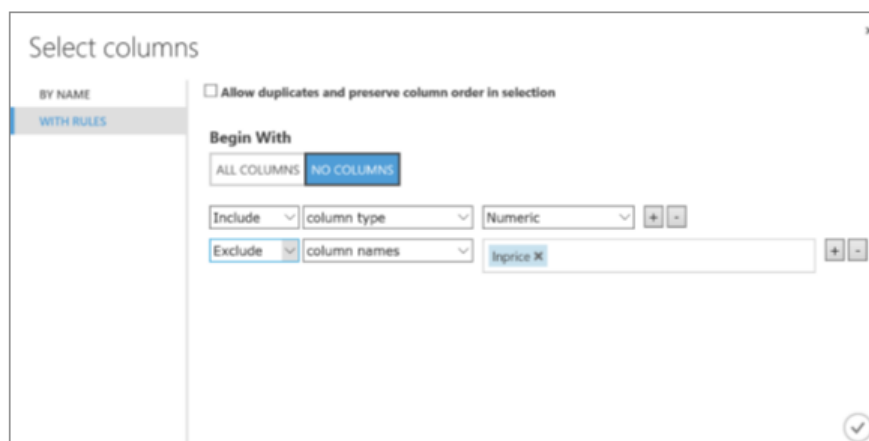 Select columns
BY NAME
WITH RULES
Allow duplicates and preserve column order in selection
Begin With
ALL COLUMNS NO COLUMNS
Include column type Numeric + -
Exclude column names Inprice × + -